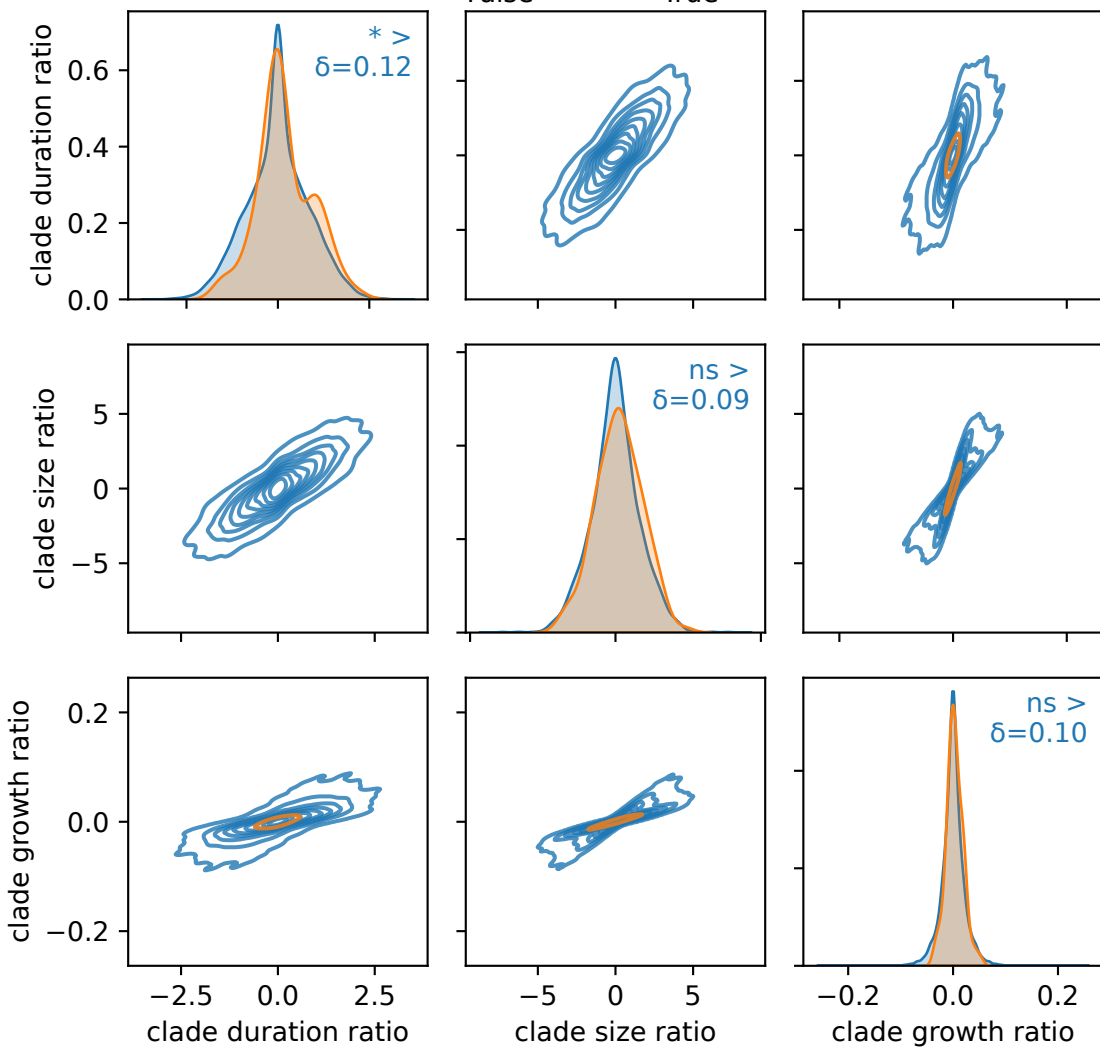 * >
δ=0.12
clade duration ratio
0.6
0.4
0.2
0.0
ns >
δ=0.09
clade size ratio
5
0
−5
ns >
δ=0.10
clade growth ratio
0.2
0.0
−0.2
−2.5 0.0 2.5
−5 0 5
−0.2 0.0 0.2
clade duration ratio
clade size ratio
clade growth ratio